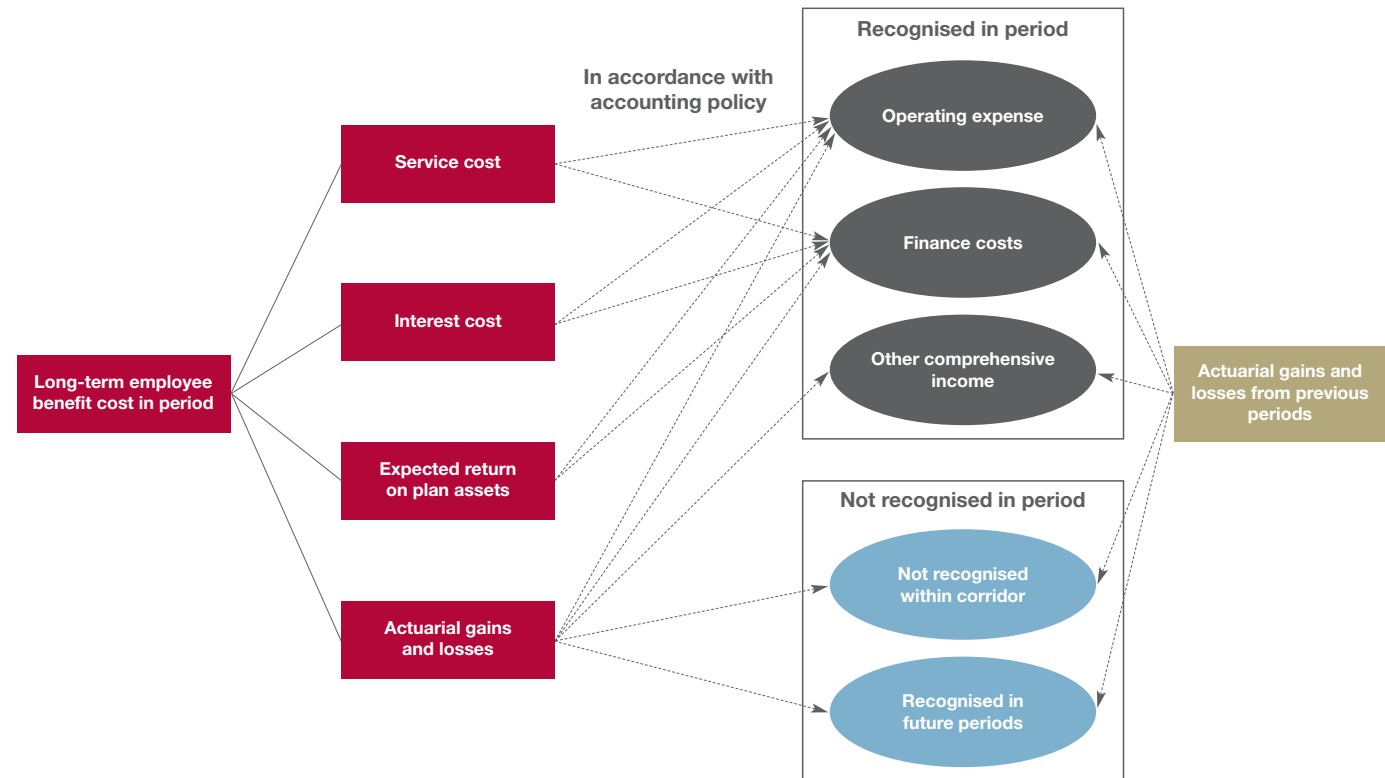 Recognised in period
In accordance with
accounting policy
Operating expense
Service cost
Finance costs
Interest cost
Other comprehensive
income
Long-term employee
benefit cost in period
Actuarial gains and
losses from previous
periods
Expected return
on plan assets
Not recognised in period
Not recognised
within corridor
Actuarial gains
and losses
Recognised in
future periods